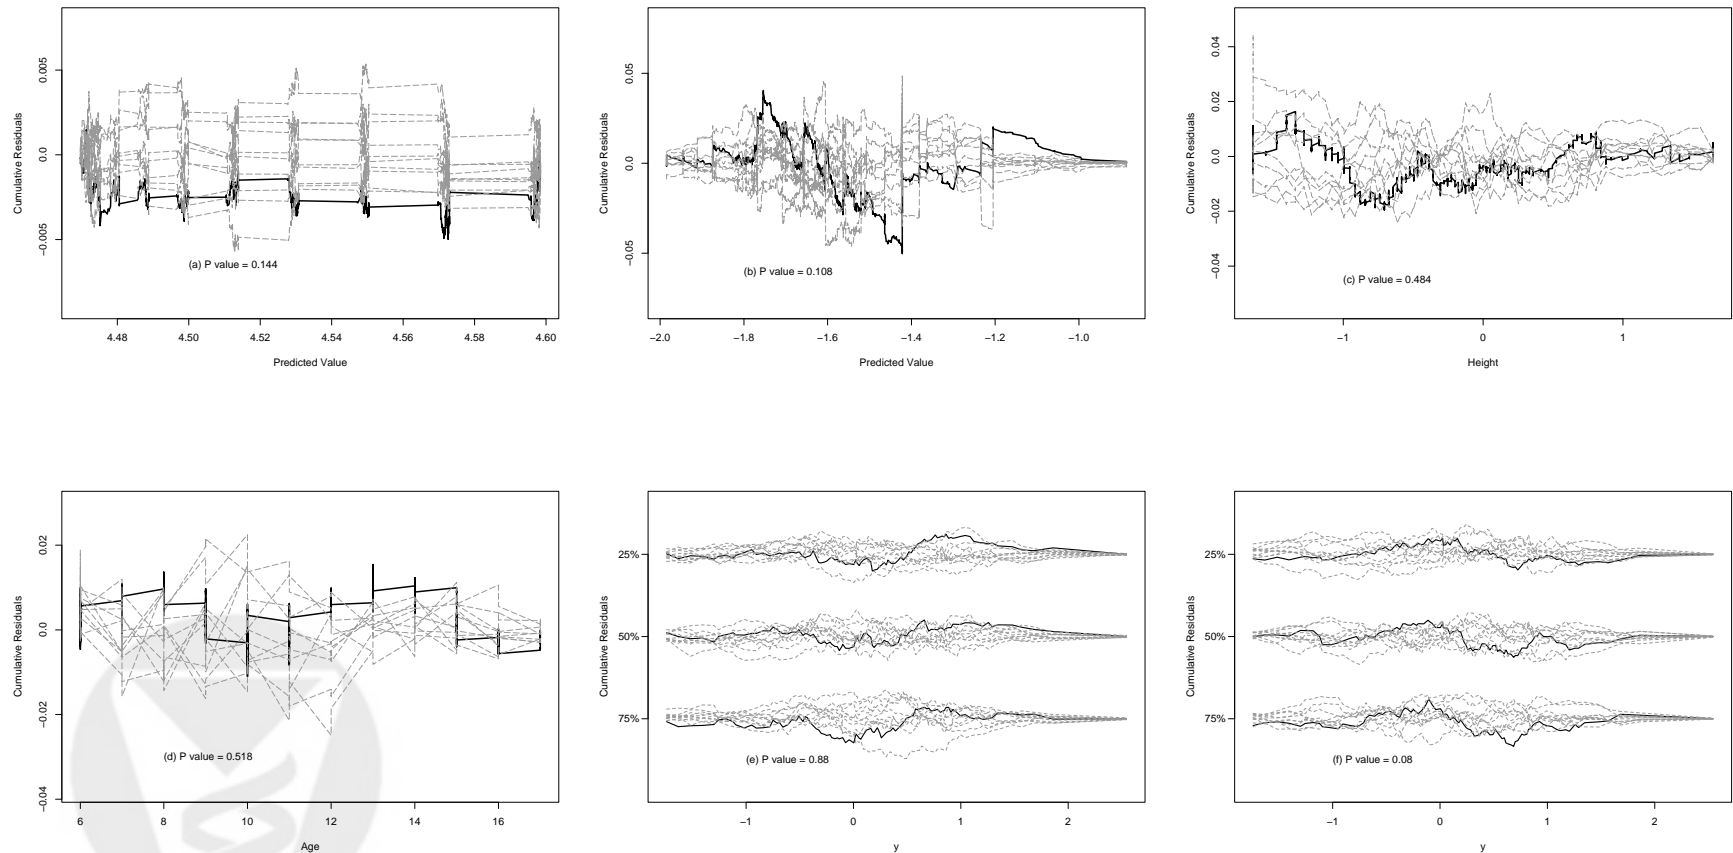 Cumulative Residuals
0.005
0.0
−0.005
(a) P value = 0.144
4.48 4.50 4.52 4.54 4.56 4.58 4.60
Predicted Value
Cumulative Residuals
0.05
0.0
−0.05
(b) P value = 0.108
−2.0 −1.8 −1.6 −1.4 −1.2 −1.0
Predicted Value
Cumulative Residuals
0.04
0.02
0.0
−0.02
−0.04
(c) P value = 0.484
−1 0 1
Height
Cumulative Residuals
0.02
0.0
−0.02
−0.04
(d) P value = 0.518
6 8 10 12 14 16
Age
Cumulative Residuals
25%
50%
75%
(e) P value = 0.88
−1 0 1 2
y
Cumulative Residuals
25%
50%
75%
(f) P value = 0.08
−1 0 1 2
y